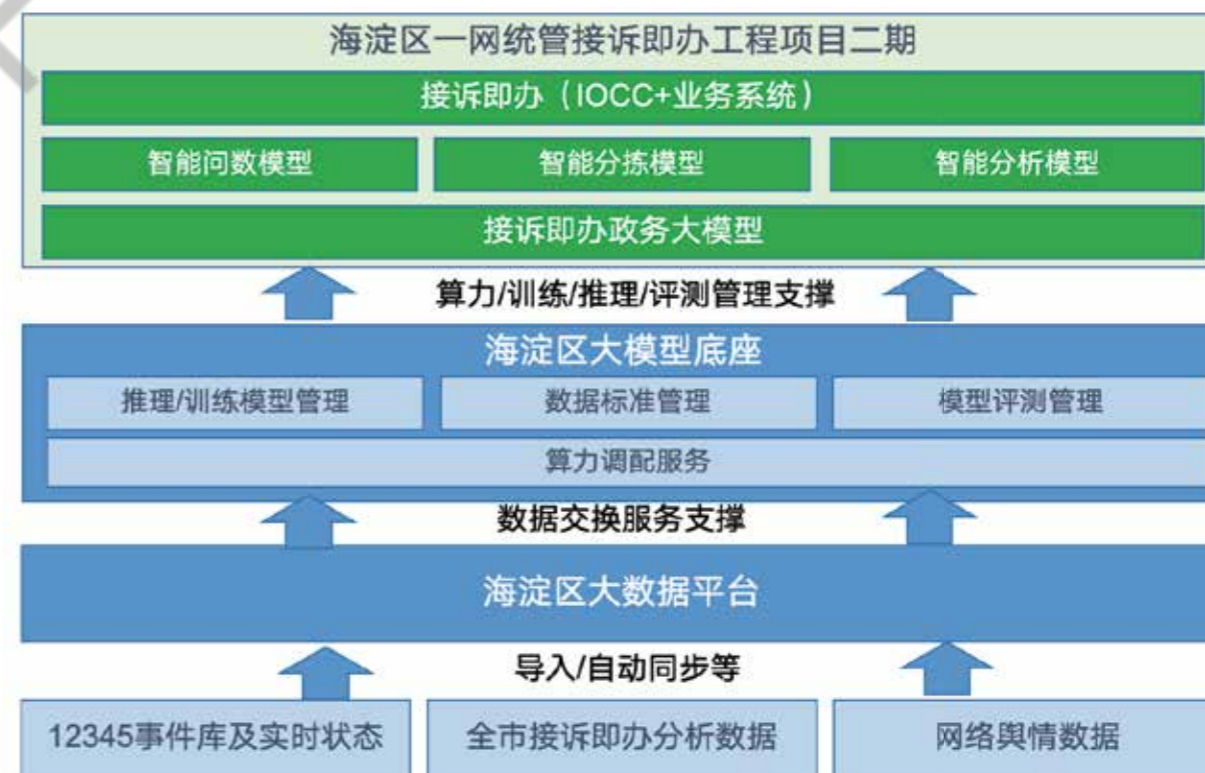 海淀区一网统管接诉即办工程项目二期
接诉即办（IOCC+业务系统）
智能问数模型 智能分拣模型 智能分析模型
接诉即办政务大模型
算力/训练/推理/评测管理支撑
海淀区大模型底座
推理/训练模型管理 数据标准管理 模型评测管理
算力调配服务
数据交换服务支撑
海淀区大数据平台
导入/自动同步等
12345事件库及实时状态 全市接诉即办分析数据 网络舆情数据